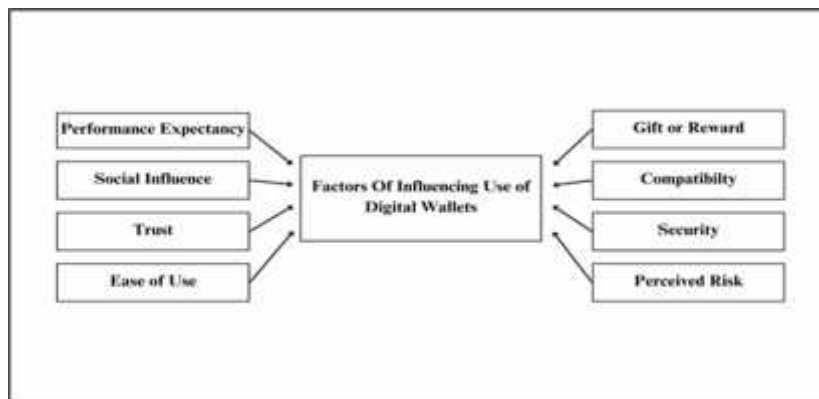 Performance Expectancy
Social Influence
Trust
Ease of Use
Factors Of Influencing Use of
Digital Wallets
Gift or Reward
Compatibilty
Security
Perceived Risk